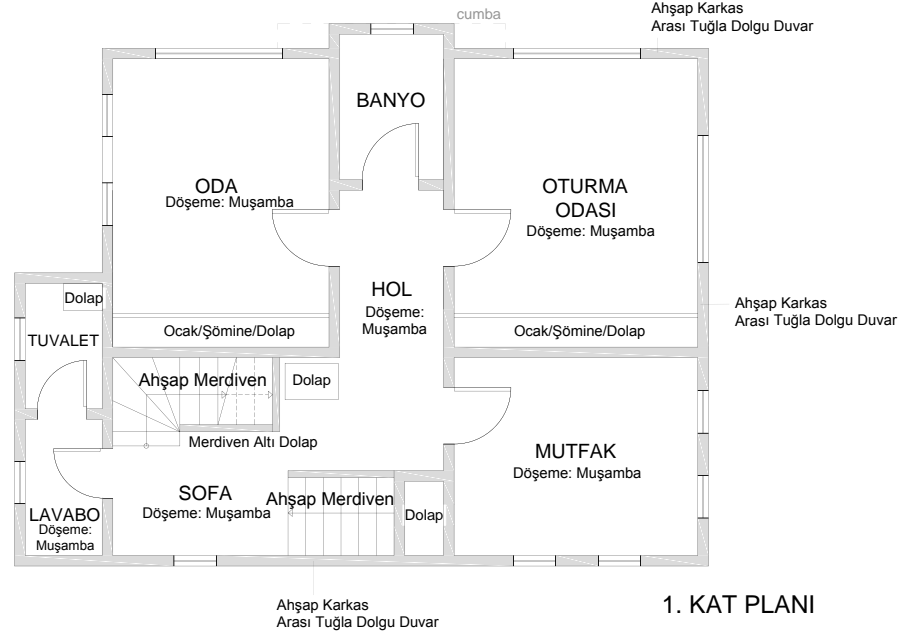 cumba
Ahşap Karkas
Arası Tuğla Dolgu Duvar
BANYO
ODA
Döşeme: Muşamba
OTURMA
ODASI
Döşeme: Muşamba
HOL
Döşeme:
Muşamba
Dolap
TUVALET
Ocak/Şömine/Dolap
Ocak/Şömine/Dolap
Ahşap Karkas
Arası Tuğla Dolgu Duvar
Ahşap Merdiven
Dolap
Merdiven Altı Dolap
MUTFAK
Döşeme: Muşamba
SOFA
Döşeme: Muşamba
Ahşap Merdiven
Dolap
LAVABO
Döşeme:
Muşamba
Ahşap Karkas
Arası Tuğla Dolgu Duvar
1. KAT PLANI